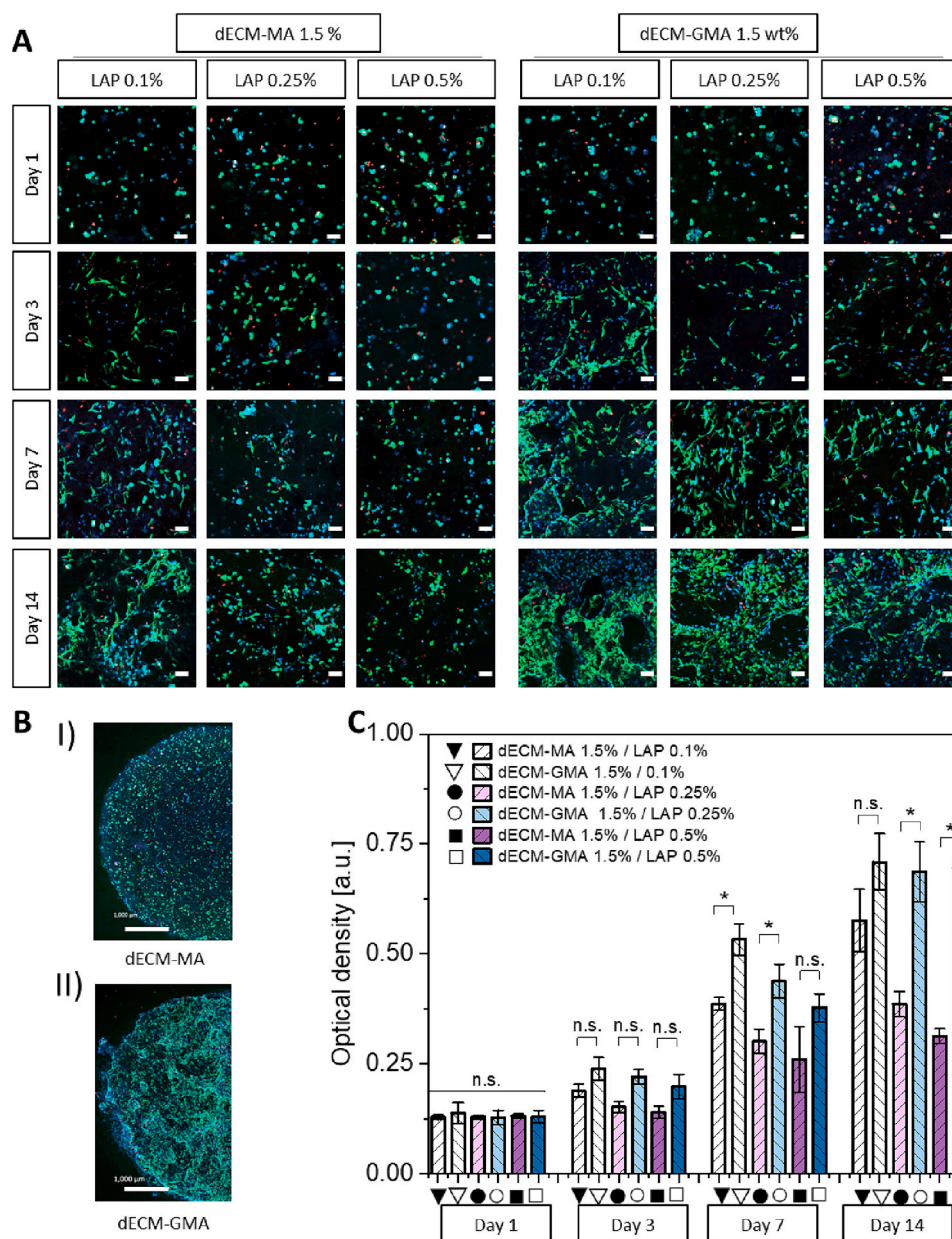 A
dECM-MA 1.5 %
dECM-GMA 1.5 wt%
LAP 0.1%
LAP 0.25%
LAP 0.5%
LAP 0.1%
LAP 0.25%
LAP 0.5%
Day 1
Day 3
Day 7
Day 14
B
I)
1,000 µm
dECM-MA
II)
1,000 µm
dECM-GMA
C
Optical density [a.u.]
1.00
0.75
0.50
0.25
0.00
dECM-MA 1.5% / LAP 0.1%
dECM-GMA 1.5% / 0.1%
dECM-MA 1.5% / LAP 0.25%
dECM-GMA 1.5% / LAP 0.25%
dECM-MA 1.5% / LAP 0.5%
dECM-GMA 1.5% / LAP 0.5%
n.s.
n.s.
n.s.
n.s.
*
*
n.s.
n.s.
*
*
Day 1
Day 3
Day 7
Day 14